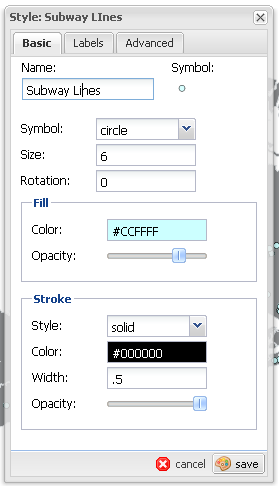 Style: Subway LInes
Basic Labels Advanced
Name: Symbol:
Subway Lines
Symbol: circle
Size: 6
Rotation: 0
Fill
Color: #CCFFFF
Opacity:
Stroke
Style: solid
Color: #000000
Width: .5
Opacity:
cancel save